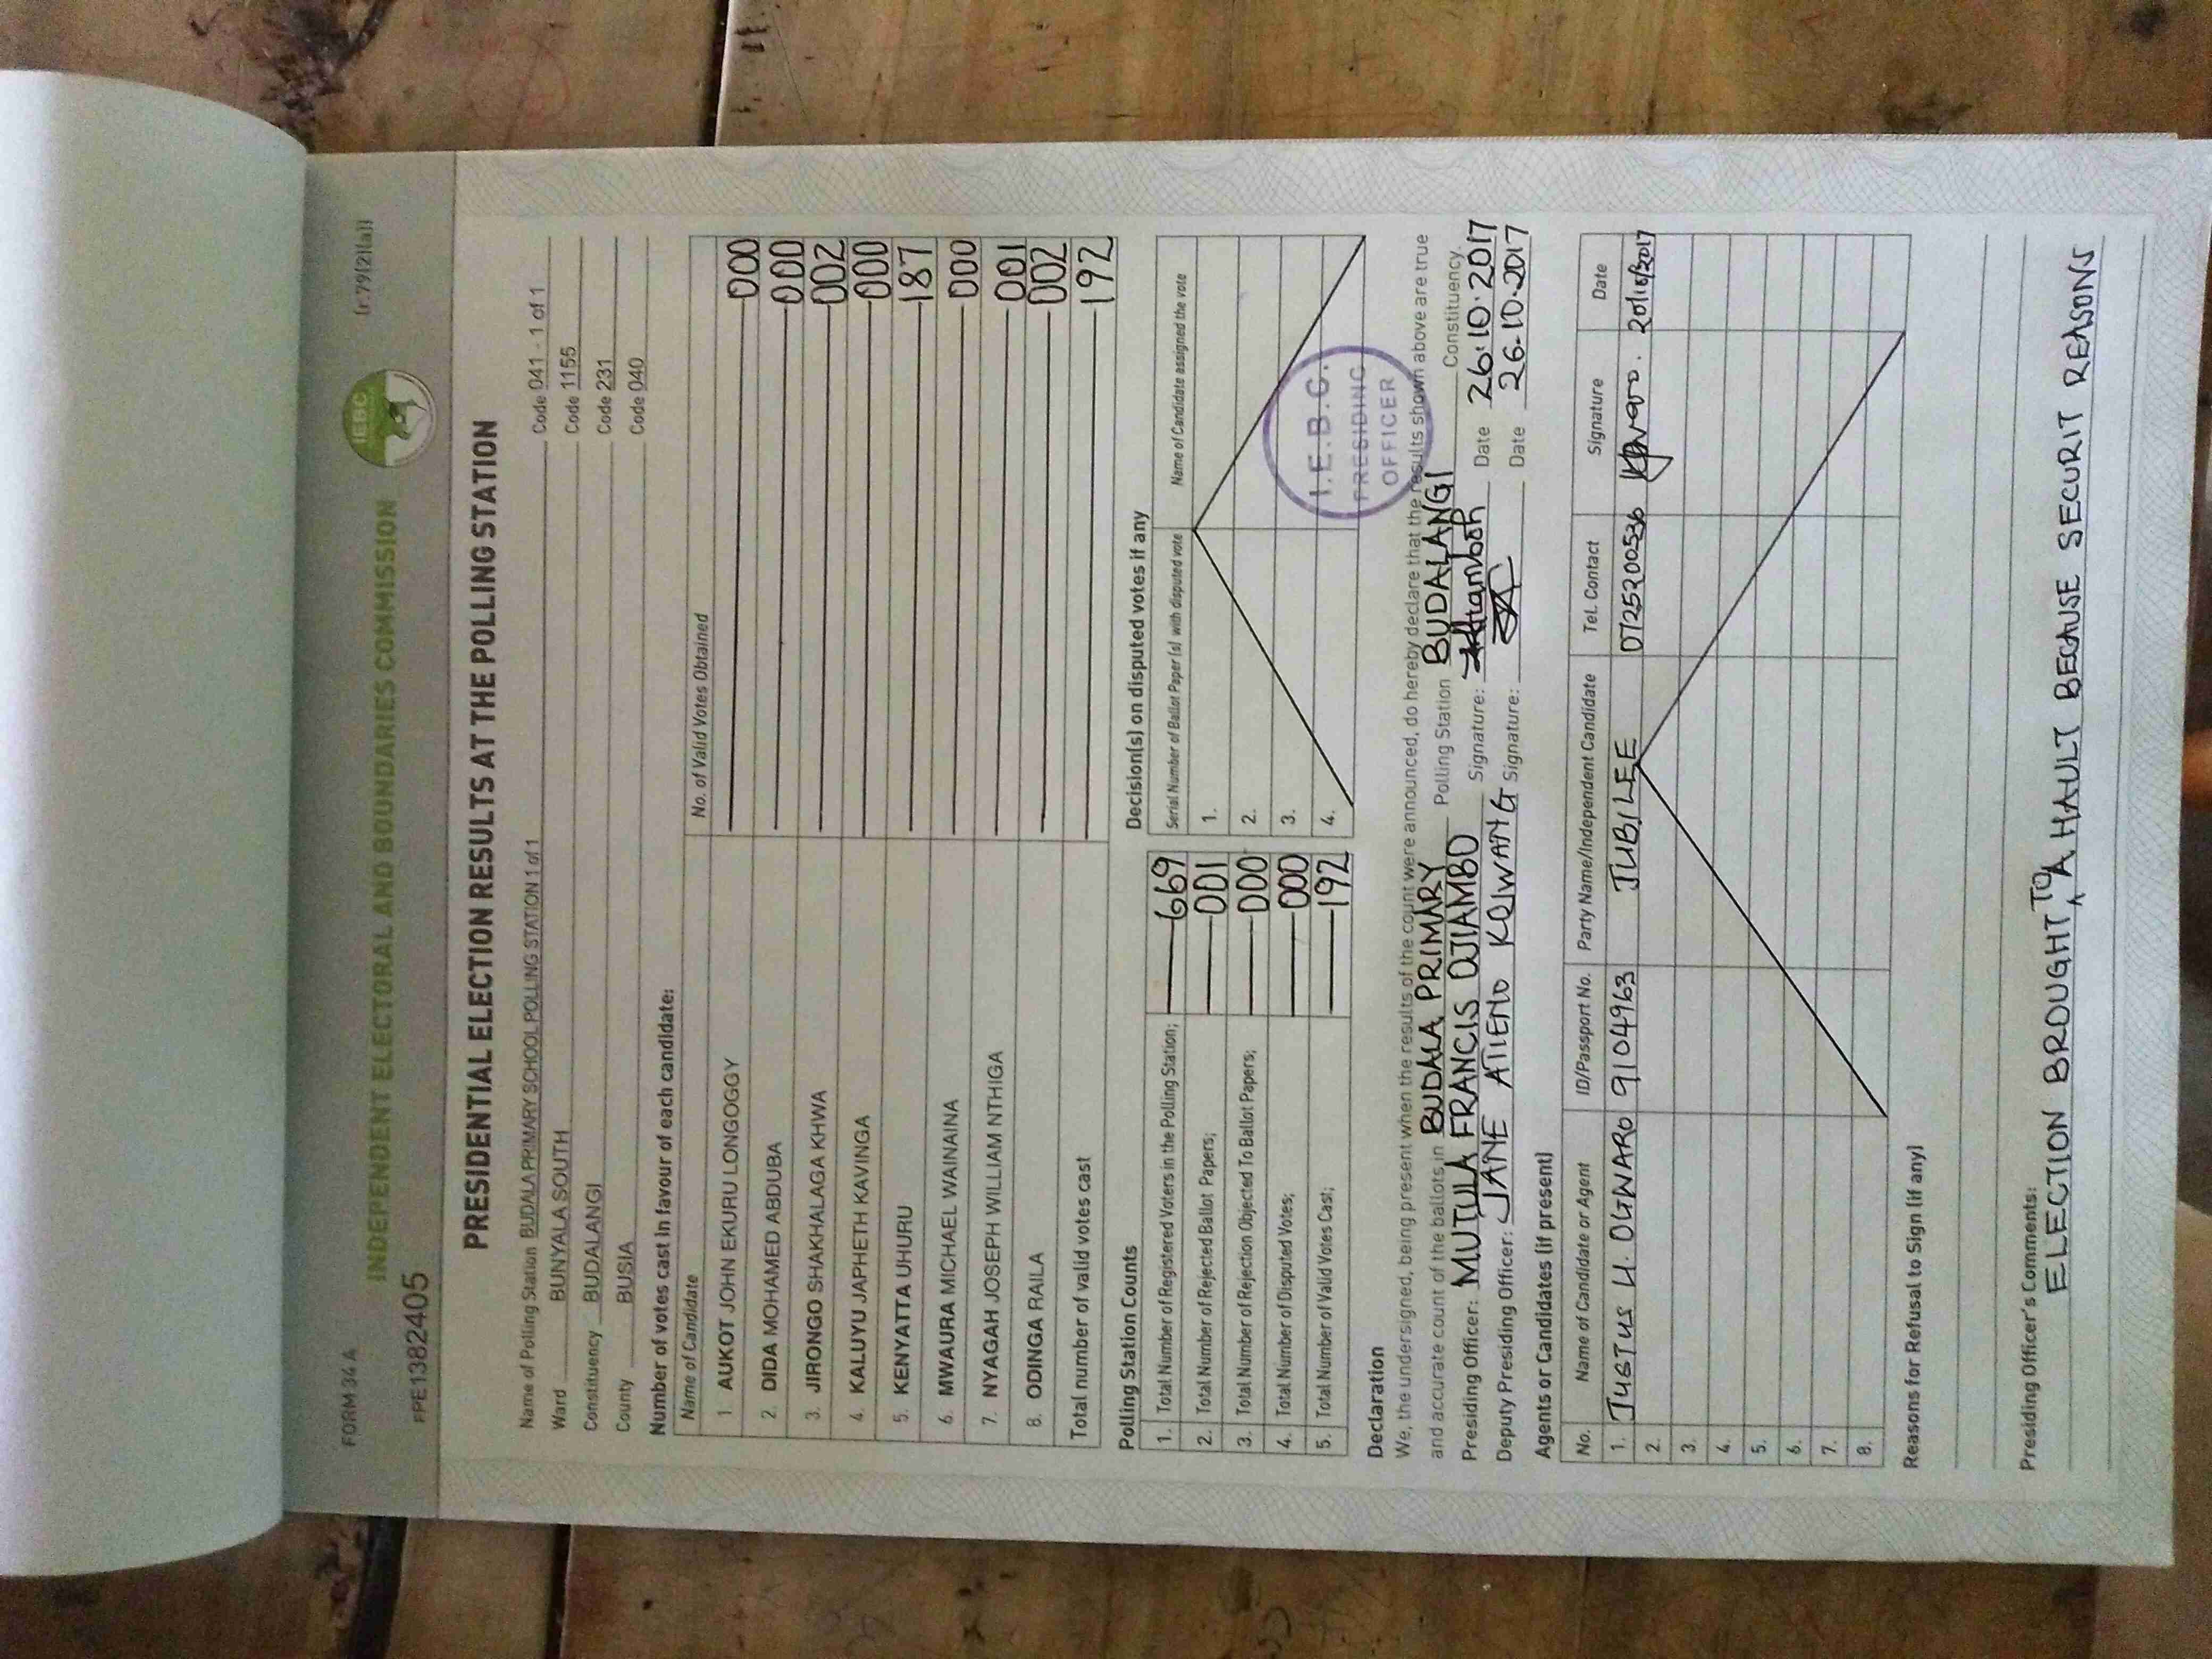 FORM 34 A
(r.79(2)(a))
IEBC
INDEPENDENT ELECTORAL AND BOUNDARIES COMMISSION
FPE1382405
PRESIDENTIAL ELECTION RESULTS AT THE POLLING STATION
Name of Polling Station BUDALA PRIMARY SCHOOL POLLING STATION 1 of 1 Code 041 - 1 of 1
Ward BUNYALA SOUTH Code 1155
Constituency BUDALANGI Code 231
County BUSIA Code 040
Number of votes cast in favour of each candidate:
Name of Candidate No. of Valid Votes Obtained
1 AUKOT JOHN EKURU LONGOGGY 000
2. DIDA MOHAMED ABDUBA 000
3. JIRONGO SHAKHALAGA KHWA 002
4. KALUYU JAPHETH KAVINGA 000
5. KENYATTA UHURU 187
6. MWAURA MICHAEL WAINAINA 000
7. NYAGAH JOSEPH WILLIAM NTHIGA 001
8. ODINGA RAILA 002
Total number of valid votes cast 192
Polling Station Counts
1. Total Number of Registered Voters in the Polling Station; 669
2. Total Number of Rejected Ballot Papers; 001
3. Total Number of Rejection Objected To Ballot Papers; 000
4. Total Number of Disputed Votes; 000
5. Total Number of Valid Votes Cast; 192
Decision(s) on disputed votes if any
Serial Number of Ballot Paper (s) with disputed vote Name of Candidate assigned the vote
1.
2.
3.
4.
I.E.B.C.
PRESIDING
OFFICER
Declaration
We, the undersigned, being present when the results of the count were announced, do hereby declare that the results shown above are true
and accurate count of the ballots in BUDALA PRIMARY Polling Station BUDALANGI Constituency.
Presiding Officer: MUTULA FRANCIS OJIAMBO Signature: Date 26.10.2017
Deputy Presiding Officer: JANE ATIENO Signature: Date 26.10.2017
Agents or Candidates (if present)
No. Name of Candidate or Agent ID/Passport No. Party Name/Independent Candidate Tel. Contact Signature Date
1. JUSTUS H. OGWARO 9104963 JUBILEE 0725200536
2.
3.
4.
5.
6.
7.
8.
Reasons for Refusal to Sign (if any)
Presiding Officer's Comments:
ELECTION BROUGHT TO A HAULT BECAUSE SECURIT REASONS